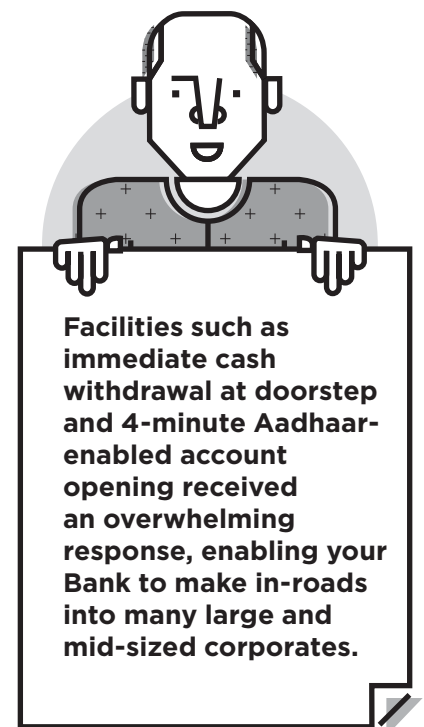 Facilities such as
immediate cash
withdrawal at doorstep
and 4-minute Aadhaar-
enabled account
opening received
an overwhelming
response, enabling your
Bank to make in-roads
into many large and
mid-sized corporates.